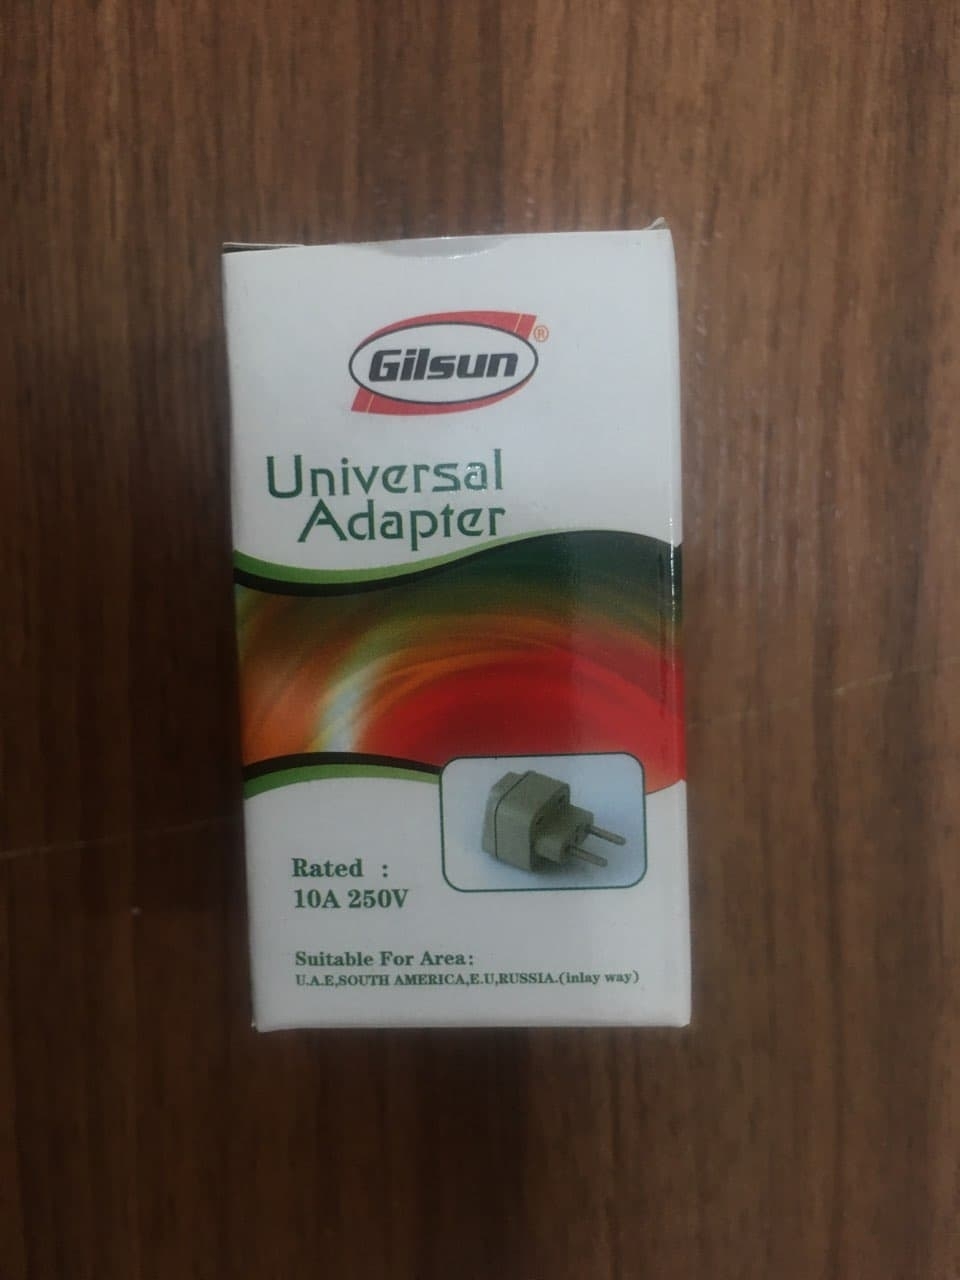 Gilsun®
Universal
Adapter
Rated :
10A 250V
Suitable For Area:
U.A.E,SOUTH AMERICA,E.U,RUSSIA.(inlay way)